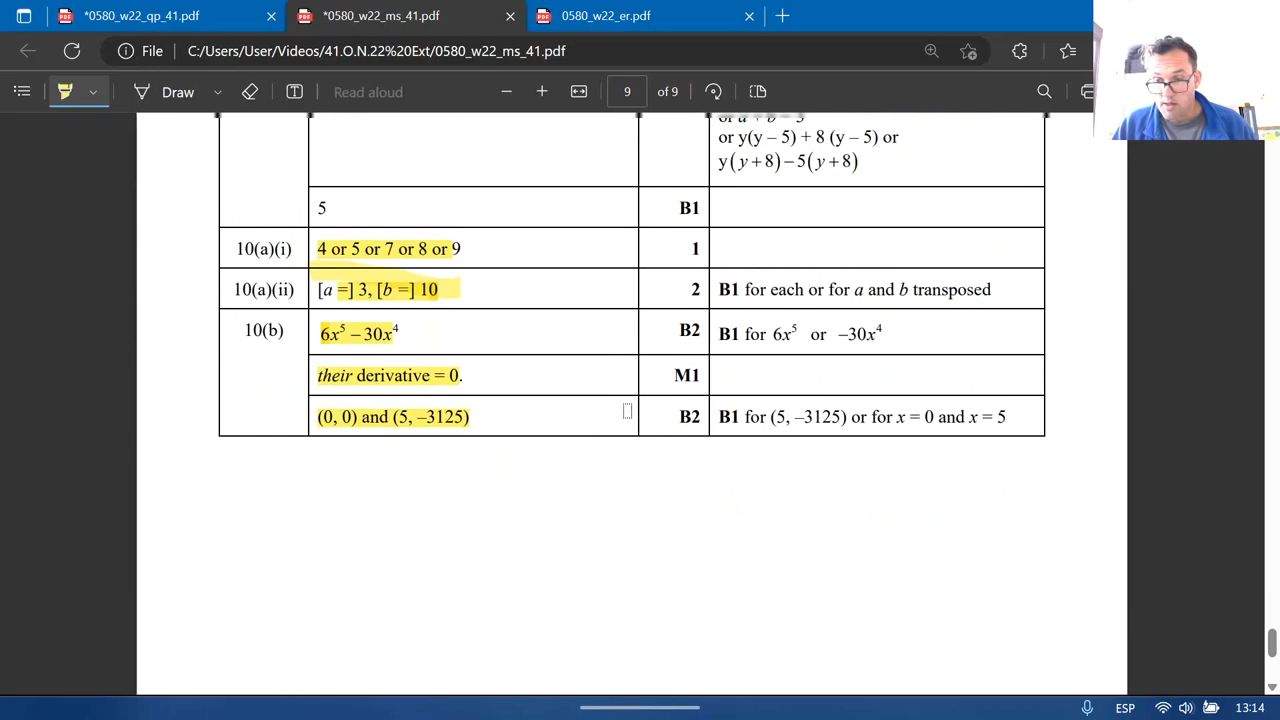 *0580_w22_qp_41.pdf
*0580_w22_ms_41.pdf
0580_w22_er.pdf
File
C:/Users/User/Videos/41.O.N.22%20Ext/0580_w22_ms_41.pdf
Draw
Read aloud
9
of 9
or a + b = 3
or y(y – 5) + 8 (y – 5) or
y(y+8)–5(y+8)
5
B1
10(a)(i)
4 or 5 or 7 or 8 or 9
1
10(a)(ii)
[a =] 3, [b =] 10
2
B1 for each or for a and b transposed
10(b)
6x⁵ – 30x⁴
B2
B1 for 6x⁵ or –30x⁴
their derivative = 0.
M1
(0, 0) and (5, –3125)
B2
B1 for (5, –3125) or for x = 0 and x = 5
ESP
13:14